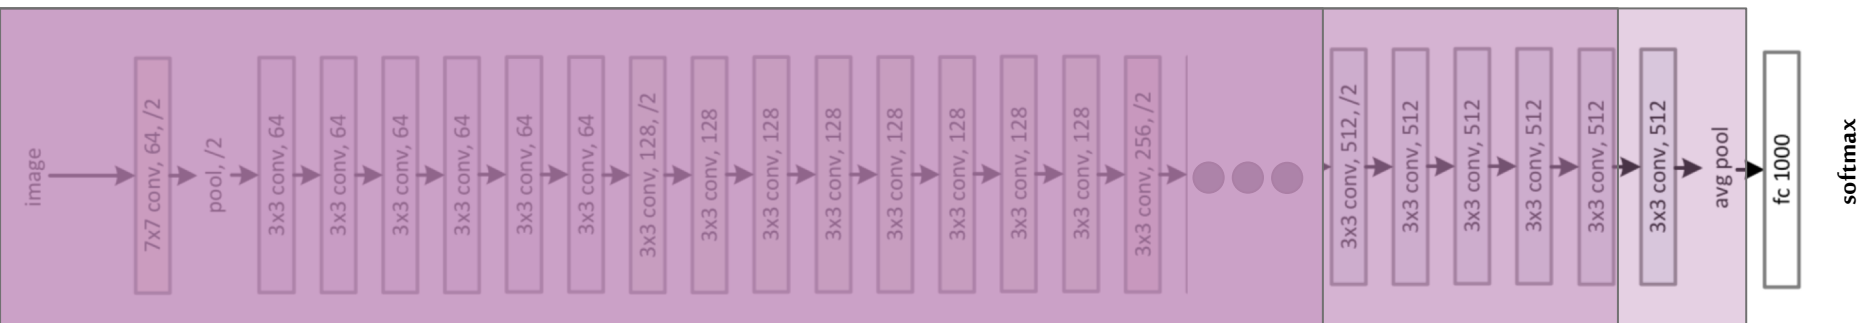 image
7x7 conv, 64, /2
pool, /2
3x3 conv, 64
3x3 conv, 64
3x3 conv, 64
3x3 conv, 64
3x3 conv, 64
3x3 conv, 64
3x3 conv, 128, /2
3x3 conv, 128
3x3 conv, 128
3x3 conv, 128
3x3 conv, 128
3x3 conv, 128
3x3 conv, 128
3x3 conv, 128
3x3 conv, 256, /2
3x3 conv, 512, /2
3x3 conv, 512
3x3 conv, 512
3x3 conv, 512
3x3 conv, 512
3x3 conv, 512
avg pool
fc 1000
softmax